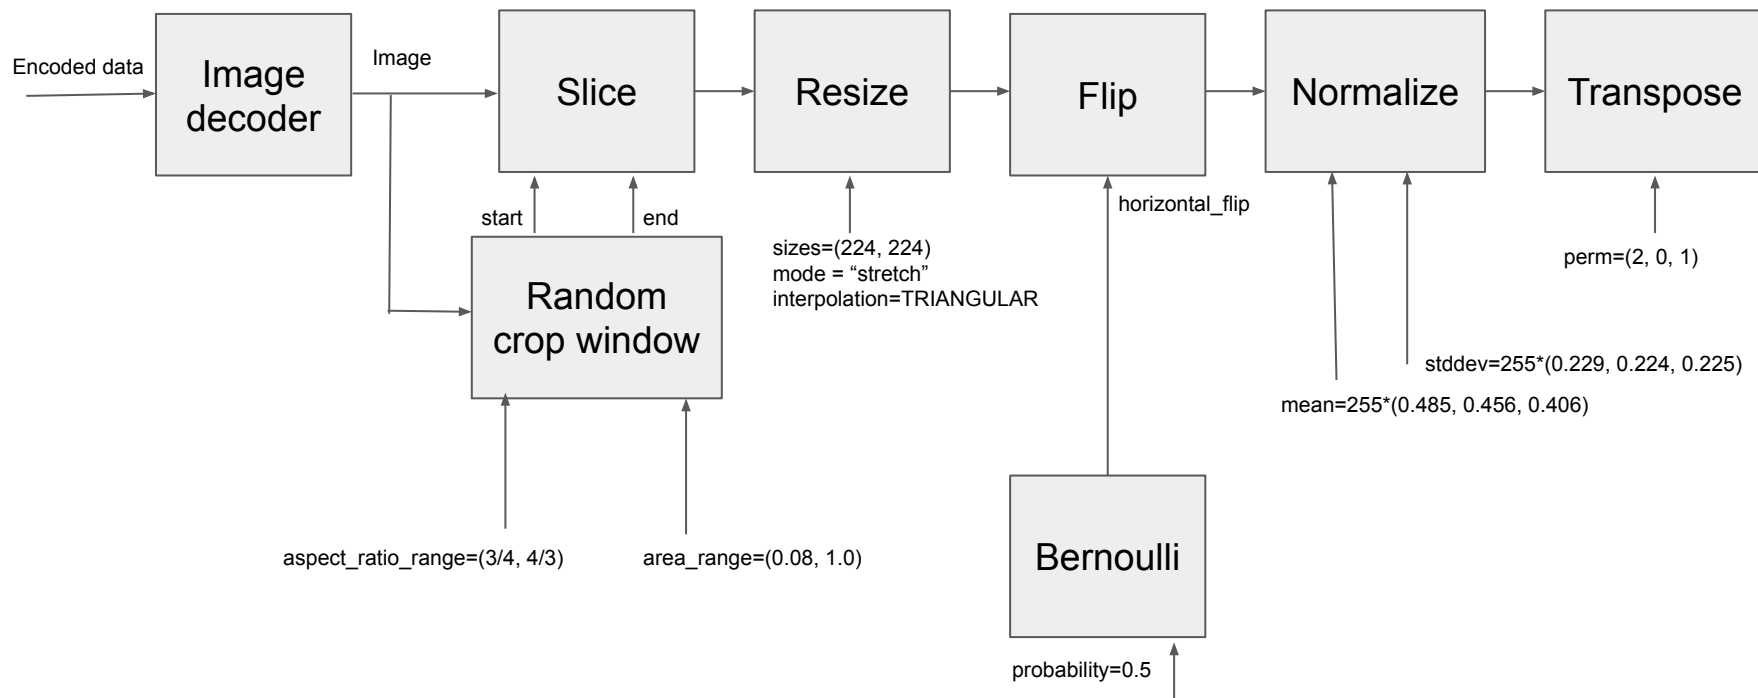 Encoded data
Image
decoder
Image
Slice
Resize
Flip
Normalize
Transpose
start
end
horizontal_flip
sizes=(224, 224)
mode = “stretch”
interpolation=TRIANGULAR
perm=(2, 0, 1)
Random
crop window
stddev=255*(0.229, 0.224, 0.225)
mean=255*(0.485, 0.456, 0.406)
aspect_ratio_range=(3/4, 4/3)
area_range=(0.08, 1.0)
Bernoulli
probability=0.5